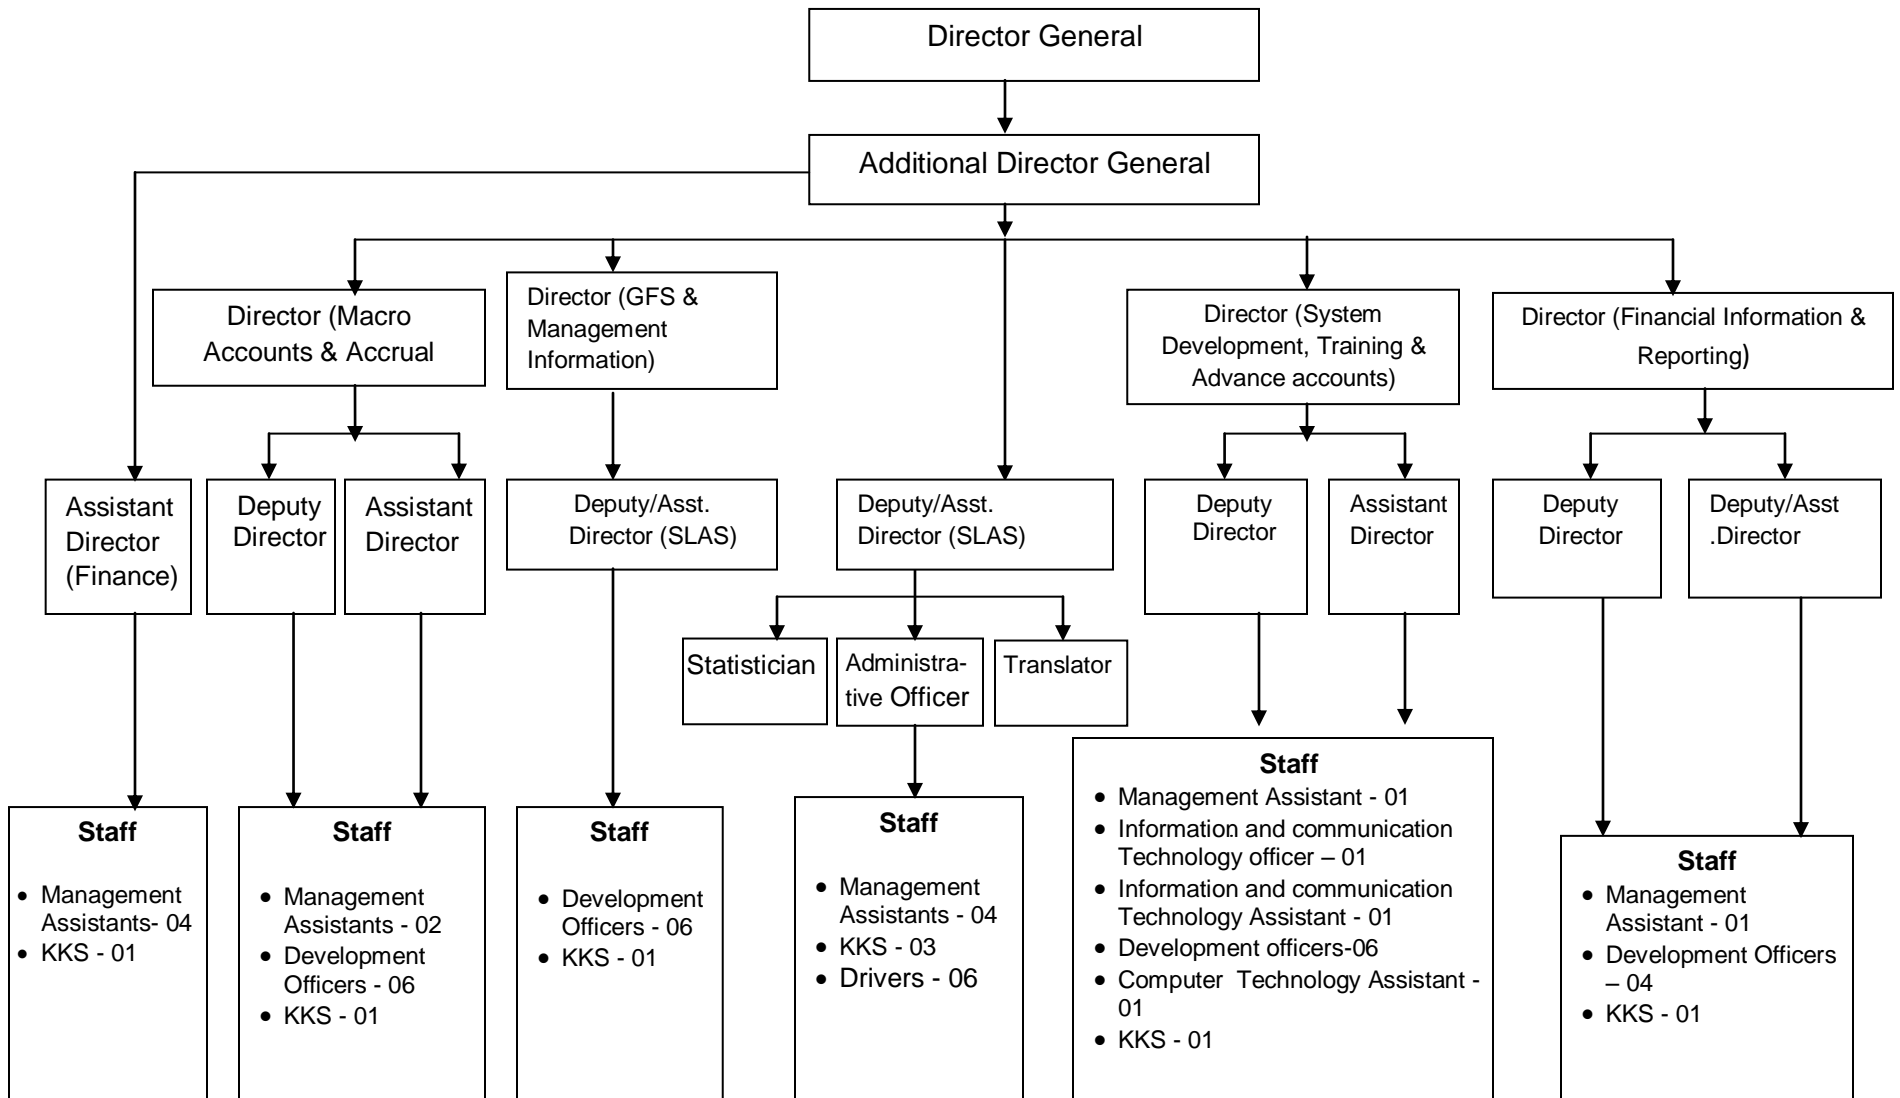 Director General
Additional Director General
Director (Macro
Accounts & Accrual
Director (GFS &
Management
Information)
Director (System
Development, Training &
Advance accounts)
Director (Financial Information &
Reporting)
Assistant
Director
(Finance)
Deputy
Director
Assistant
Director
Deputy/Asst.
Director (SLAS)
Deputy/Asst.
Director (SLAS)
Deputy
Director
Assistant
Director
Deputy
Director
Deputy/Asst
.Director
Statistician
Administra-
tive Officer
Translator
Staff
• Management
Assistants- 04
• KKS - 01
Staff
• Management
Assistants - 02
• Development
Officers - 06
• KKS - 01
Staff
• Development
Officers - 06
• KKS - 01
Staff
• Management
Assistants - 04
• KKS - 03
• Drivers - 06
Staff
• Management Assistant - 01
• Information and communication
Technology officer – 01
• Information and communication
Technology Assistant - 01
• Development officers-06
• Computer Technology Assistant -
01
• KKS - 01
Staff
• Management
Assistant - 01
• Development Officers
– 04
• KKS - 01